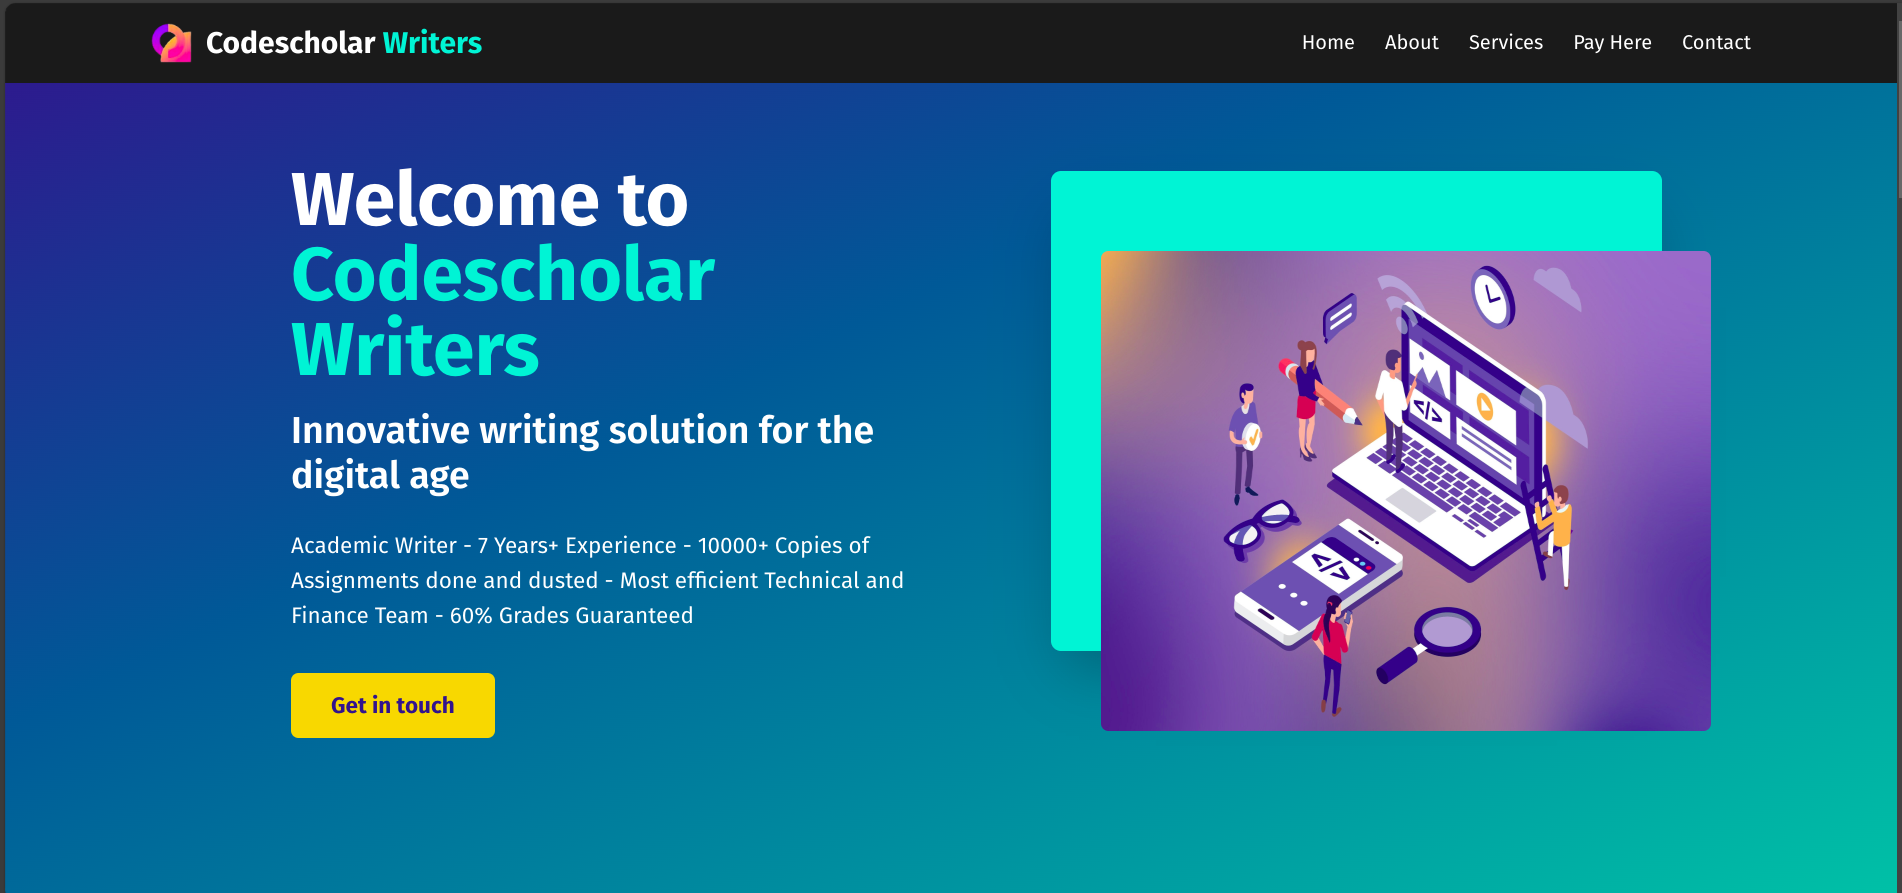 Codescholar Writers
Home About Services Pay Here Contact
Welcome to
Codescholar
Writers
Innovative writing solution for the
digital age
Academic Writer - 7 Years+ Experience - 10000+ Copies of
Assignments done and dusted - Most efficient Technical and
Finance Team - 60% Grades Guaranteed
Get in touch